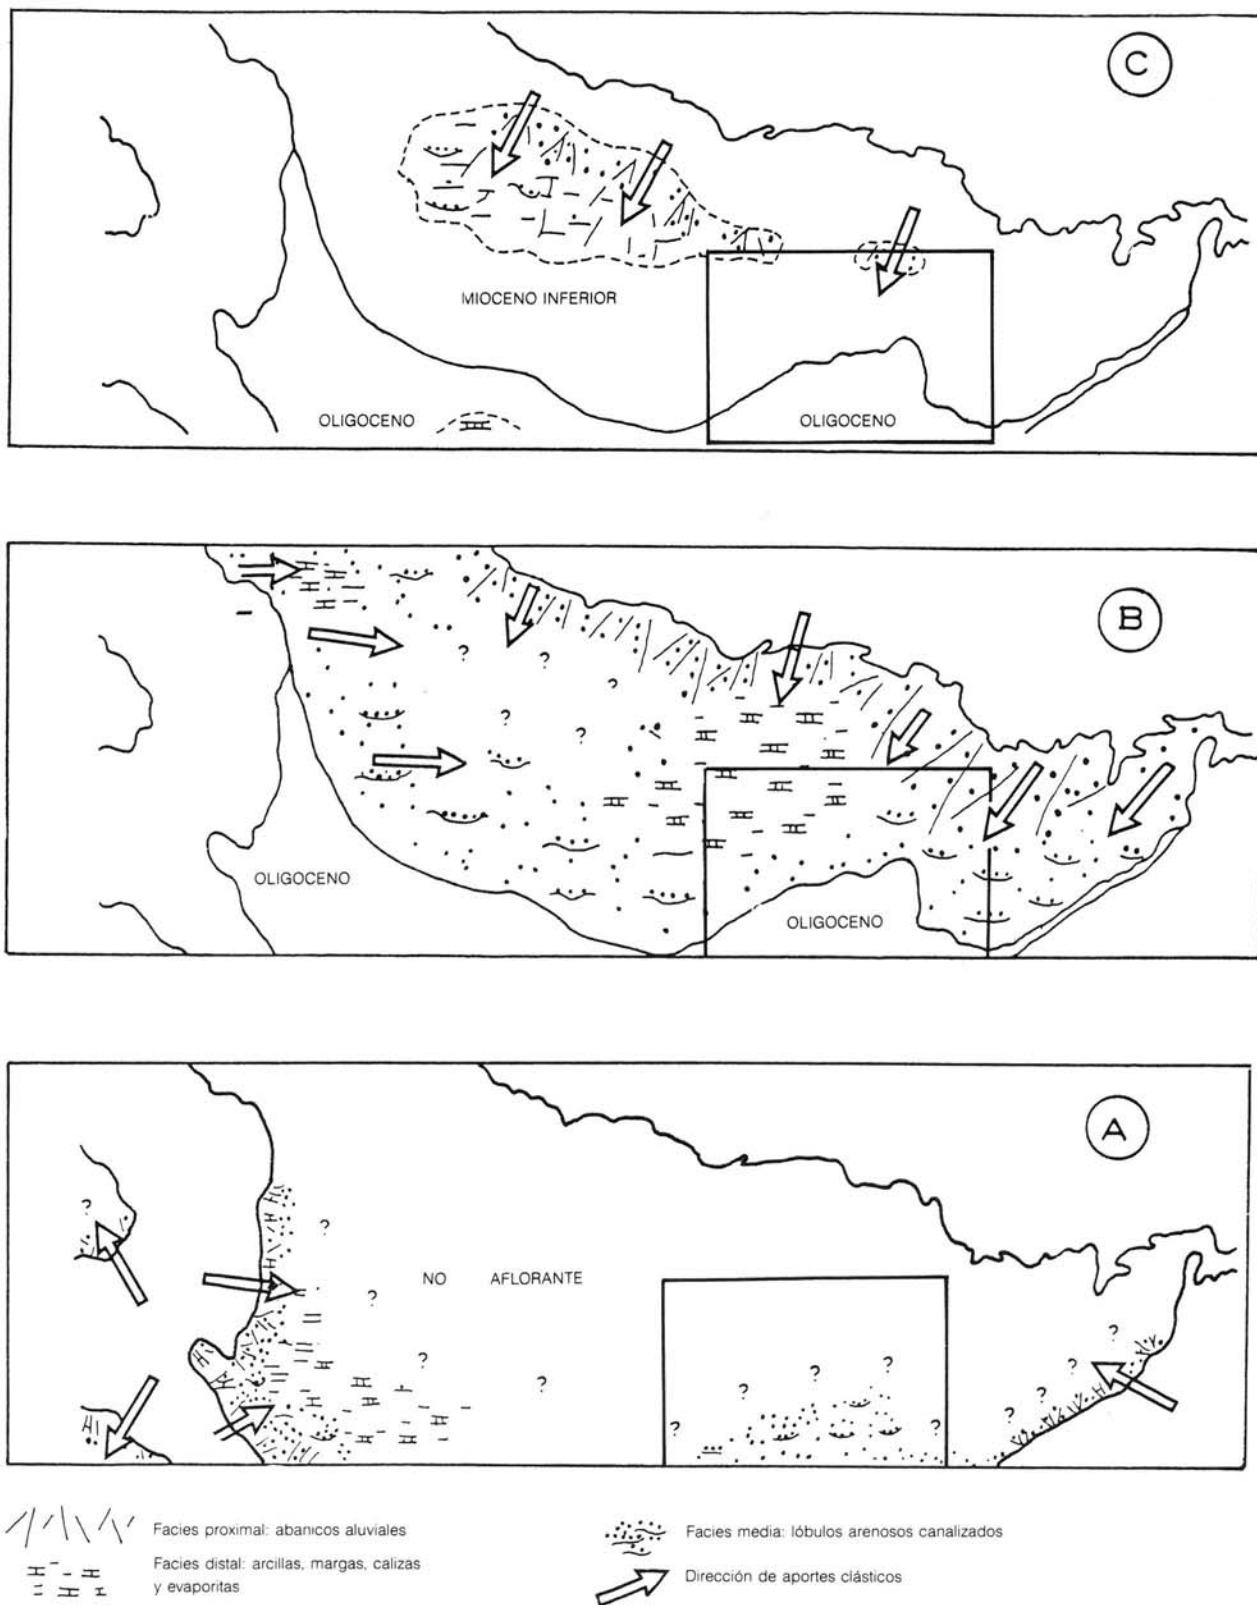 C
MIOCENO INFERIOR
OLIGOCENO
OLIGOCENO
B
?
?
?
?
?
OLIGOCENO
OLIGOCENO
A
?
?
NO AFLORANTE
?
?
?
?
?
?
?
?
?
?
?
Facies proximal: abanicos aluviales
Facies distal: arcillas, margas, calizas
y evaporitas
Facies media: lóbulos arenosos canalizados
Dirección de aportes clásticos